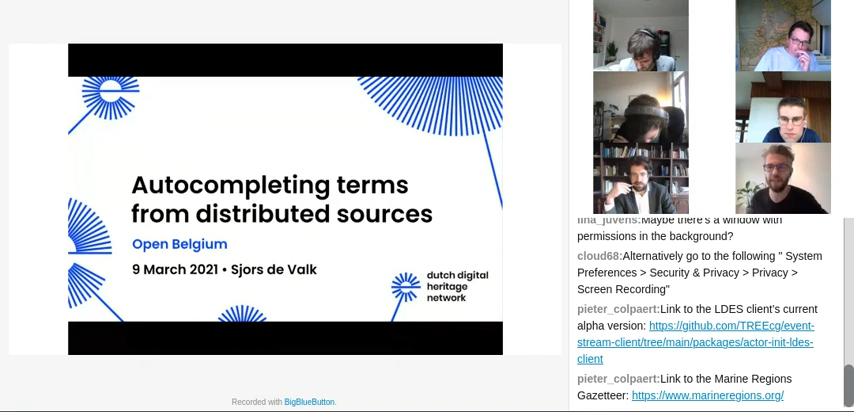 Autocompleting terms
from distributed sources
Open Belgium
9 March 2021 • Sjors de Valk
dutch digital
heritage
network
Recorded with BigBlueButton.
lina_juvens:Maybe there's a window with
permissions in the background?
cloud68:Alternatively go to the following " System
Preferences > Security & Privacy > Privacy >
Screen Recording"
pieter_colpaert:Link to the LDES client's current
alpha version: https://github.com/TREEcg/event-
stream-client/tree/main/packages/actor-init-ldes-
client
pieter_colpaert:Link to the Marine Regions
Gazetteer: https://www.marineregions.org/